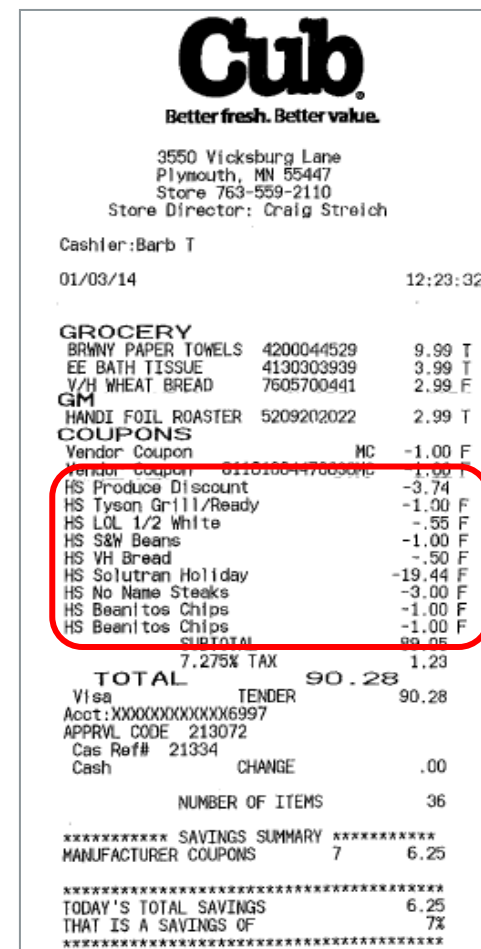 Cub
Better fresh. Better value.
3550 Vicksburg Lane
Plymouth, MN 55447
Store 763-559-2110
Store Director: Craig Streich
Cashier:Barb T
01/03/14 12:23:32
GROCERY
BRWNY PAPER TOWELS 4200044529 9.99 T
EE BATH TISSUE 4130303939 3.99 T
V/H WHEAT BREAD 7605700441 2.99 F
GM
HANDI FOIL ROASTER 5209202022 2.99 T
COUPONS
Vendor Coupon MC -1.00 F
Vendor Coupon -1.00 F
HS Produce Discount -3.74
HS Tyson Grill/Ready -1.00 F
HS LOL 1/2 White -.55 F
HS S&W Beans -1.00 F
HS VH Bread -.50 F
HS Solutran Holiday -19.44 F
HS No Name Steaks -3.00 F
HS Beanitos Chips -1.00 F
HS Beanitos Chips -1.00 F
SUBTOTAL 89.05
7.275% TAX 1.23
TOTAL 90.28
Visa TENDER 90.28
Acct:XXXXXXXXXXXX6997
APPRVL CODE 213072
Cas Ref# 21334
Cash CHANGE .00
NUMBER OF ITEMS 36
*********** SAVINGS SUMMARY ***********
MANUFACTURER COUPONS 7 6.25
****************************************
TODAY'S TOTAL SAVINGS 6.25
THAT IS A SAVINGS OF 7%
****************************************